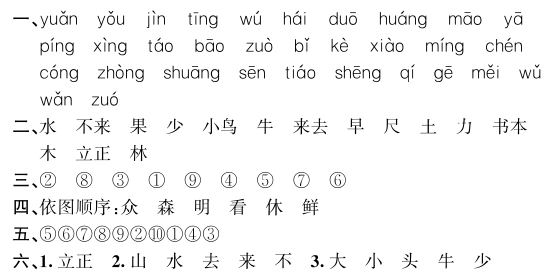 一、yuǎn yǒu jìn tīng wú hái duō huáng māo yā
píng xìng táo bāo zuò bǐ kè xiào míng chén
cóng zhòng shuāng sēn tiáo shēng qí gē měi wǔ
wǎn zuó
二、水 不来 果 少 小鸟 牛 来去 早 尺 土 力 书本
木 立正 林
三、② ⑧ ③ ① ⑨ ④ ⑤ ⑦ ⑥
四、依图顺序:众 森 明 看 休 鲜
五、⑤⑥⑦⑧⑨②⑩①④③
六、1. 立正 2. 山 水 去 来 不 3. 大 小 头 牛 少